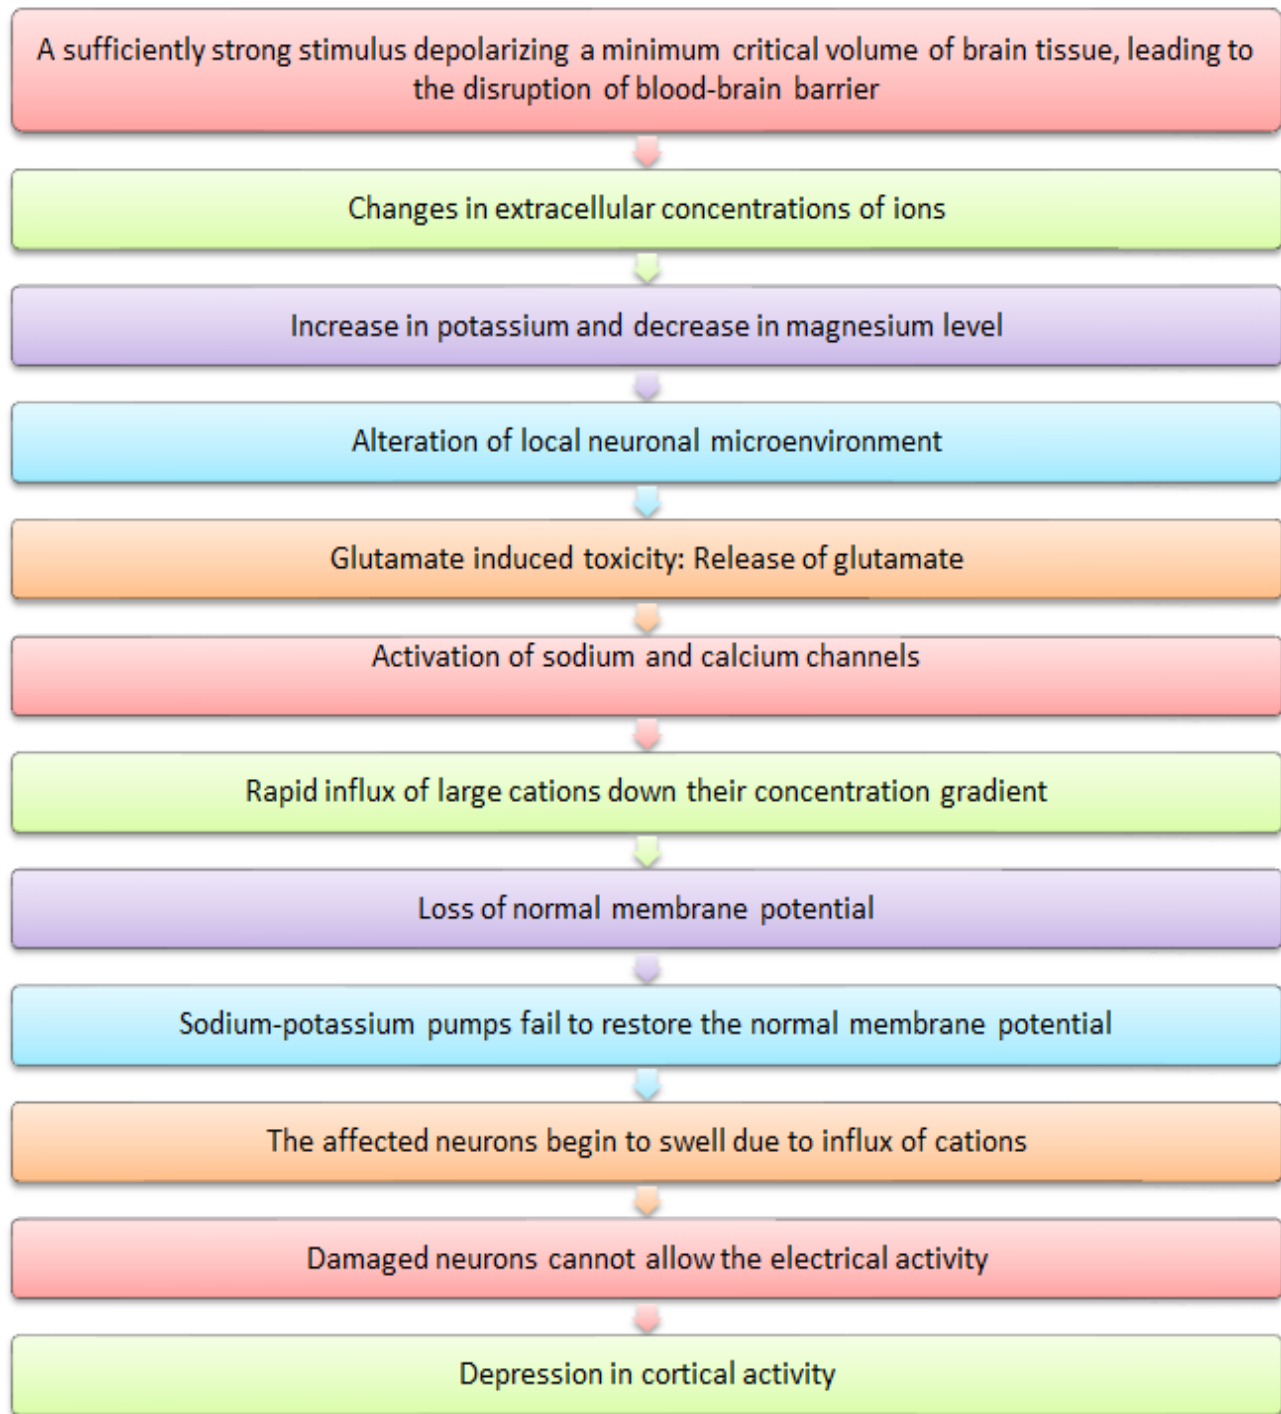 A sufficiently strong stimulus depolarizing a minimum critical volume of brain tissue, leading to
the disruption of blood-brain barrier
Changes in extracellular concentrations of ions
Increase in potassium and decrease in magnesium level
Alteration of local neuronal microenvironment
Glutamate induced toxicity: Release of glutamate
Activation of sodium and calcium channels
Rapid influx of large cations down their concentration gradient
Loss of normal membrane potential
Sodium-potassium pumps fail to restore the normal membrane potential
The affected neurons begin to swell due to influx of cations
Damaged neurons cannot allow the electrical activity
Depression in cortical activity